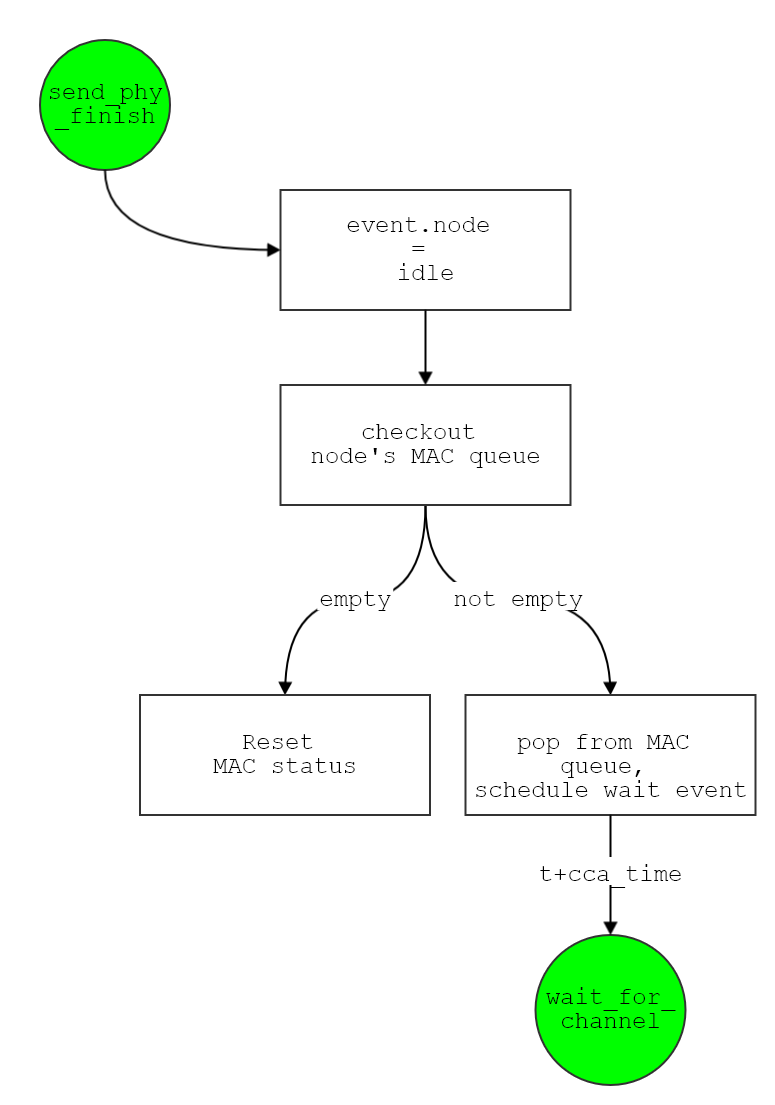 send_phy
_finish
event.node
=
idle
checkout
node's MAC queue
empty
not empty
Reset
MAC status
pop from MAC
queue,
schedule wait event
t+cca_time
wait_for_
channel